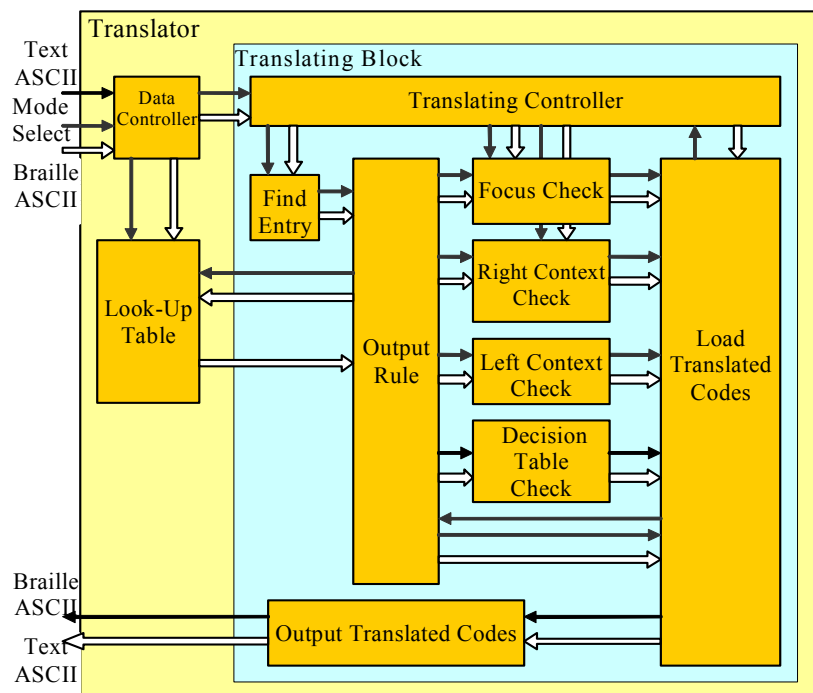 Translator
Text
ASCII
Mode
Select
Braille
ASCII
Data
Controller
Translating Block
Translating Controller
Find
Entry
Focus Check
Right Context
Check
Look-Up
Table
Output
Rule
Left Context
Check
Load
Translated
Codes
Decision
Table
Check
Braille
ASCII
Text
ASCII
Output Translated Codes